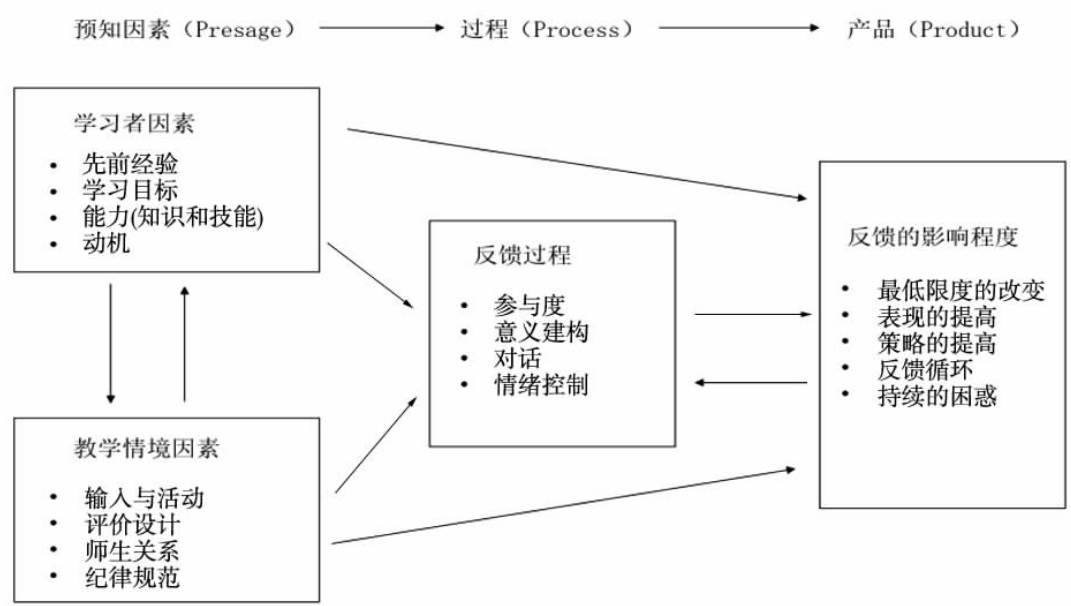 预知因素（Presage） 过程（Process） 产品（Product）
学习者因素
• 先前经验
• 学习目标
• 能力(知识和技能)
• 动机
反馈过程
• 参与度
• 意义建构
• 对话
• 情绪控制
反馈的影响程度
• 最低限度的改变
• 表现的提高
• 策略的提高
• 反馈循环
• 持续的困惑
教学情境因素
• 输入与活动
• 评价设计
• 师生关系
• 纪律规范